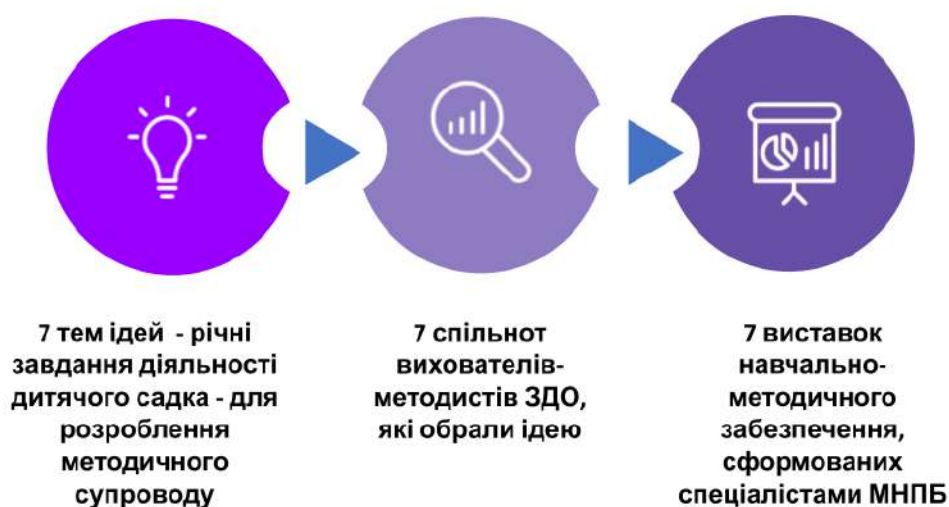 7 тем ідей - річні
завдання діяльності
дитячого садка - для
розроблення
методичного
супроводу
7 спільнот
вихователів-
методистів ЗДО,
які обрали ідею
7 виставок
навчально-
методичного
забезпечення,
сформованих
спеціалістами МНПБ